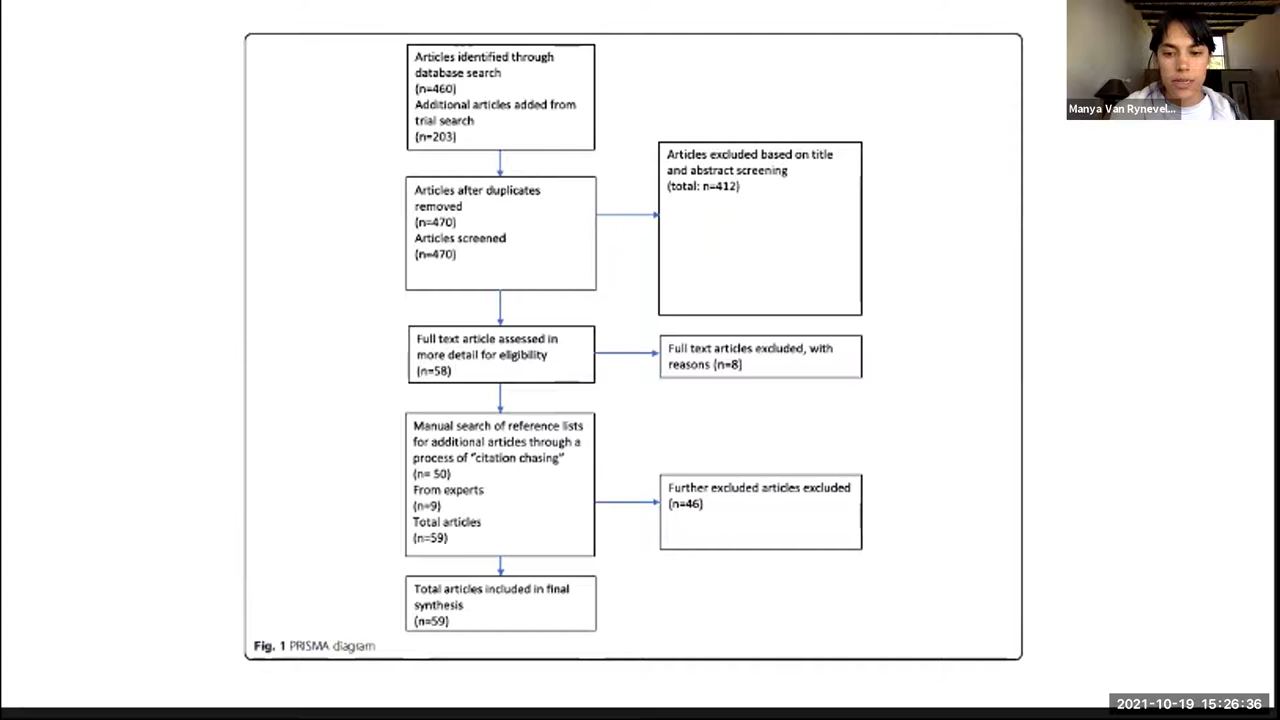 Articles identified through
database search
(n=460)
Additional articles added from
trial search
(n=203)
Articles after duplicates
removed
(n=470)
Articles screened
(n=470)
Articles excluded based on title
and abstract screening
(total: n=412)
Full text article assessed in
more detail for eligibility
(n=58)
Full text articles excluded, with
reasons (n=8)
Manual search of reference lists
for additional articles through a
process of "citation chasing"
(n= 50)
From experts
(n=9)
Total articles
(n=59)
Further excluded articles excluded
(n=46)
Total articles included in final
synthesis
(n=59)
Fig. 1 PRISMA diagram
Manya Van Rynevel...
2021-10-19 15:26:36